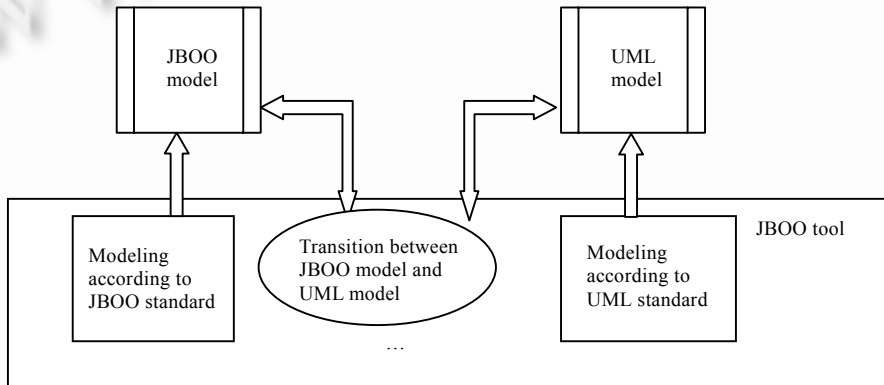 JBOO
model
UML
model
JBOO tool
Modeling
according to
JBOO standard
Transition between
JBOO model and
UML model
Modeling
according to
UML standard
…